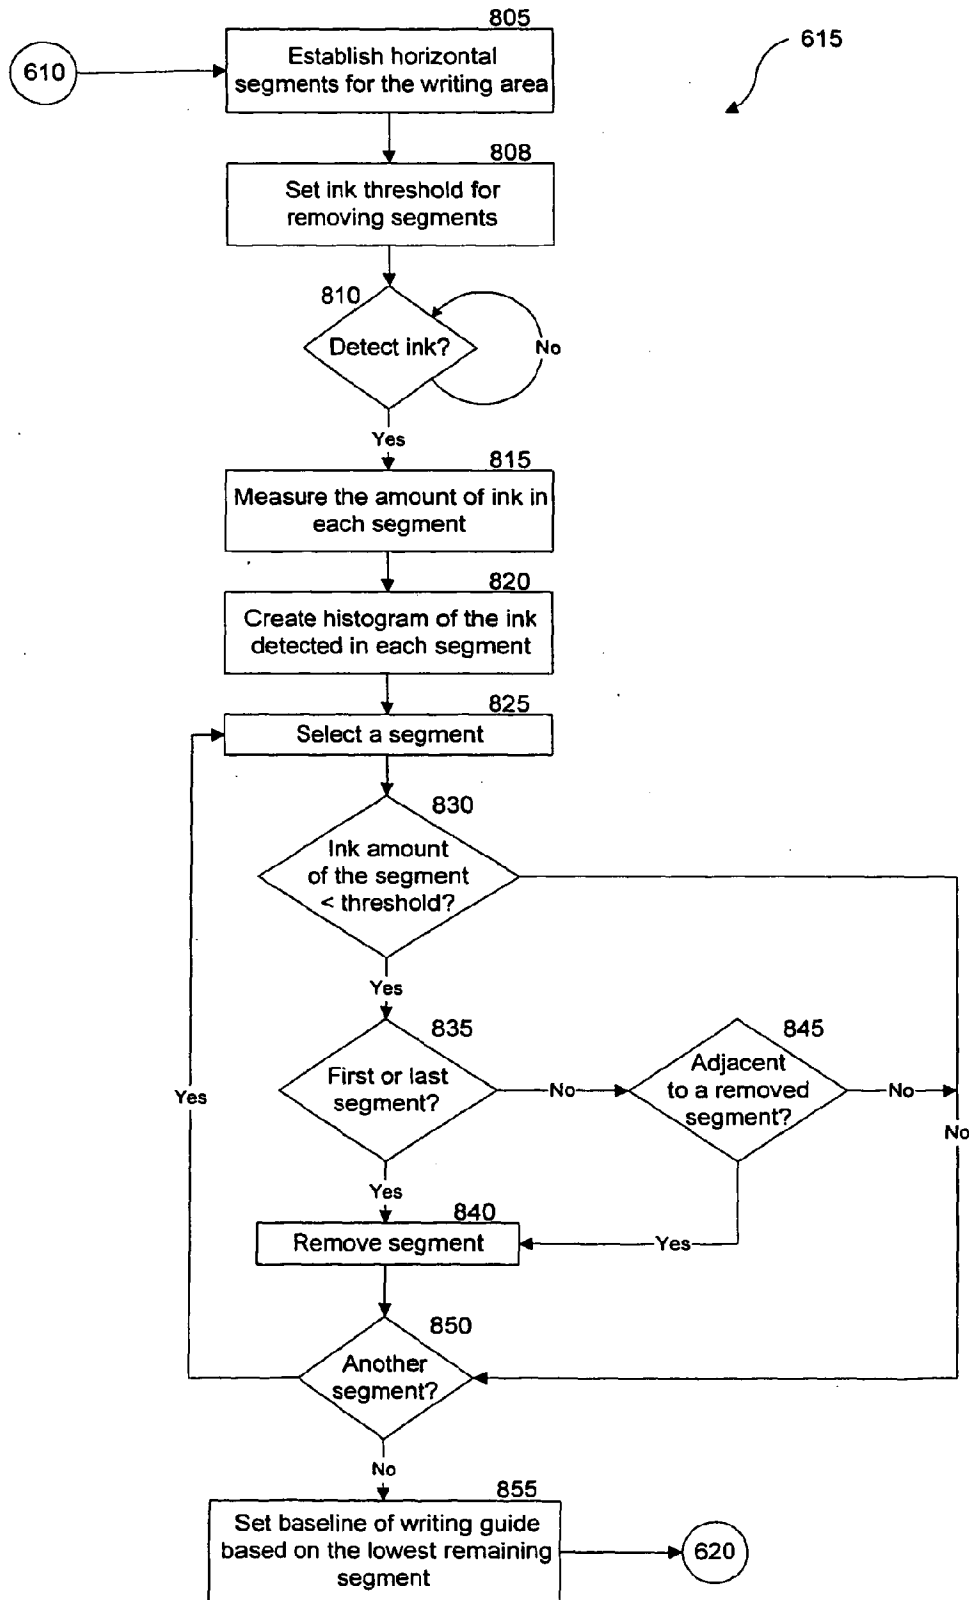 805
615
610
Establish horizontal
segments for the writing area
808
Set ink threshold for
removing segments
810
Detect ink?
No
Yes
815
Measure the amount of ink in
each segment
820
Create histogram of the ink
detected in each segment
825
Select a segment
830
Ink amount
of the segment
< threshold?
Yes
835
845
First or last
segment?
No
Adjacent
to a removed
segment?
No
Yes
No
Yes
840
Remove segment
Yes
850
Another
segment?
No
855
Set baseline of writing guide
based on the lowest remaining
segment
620